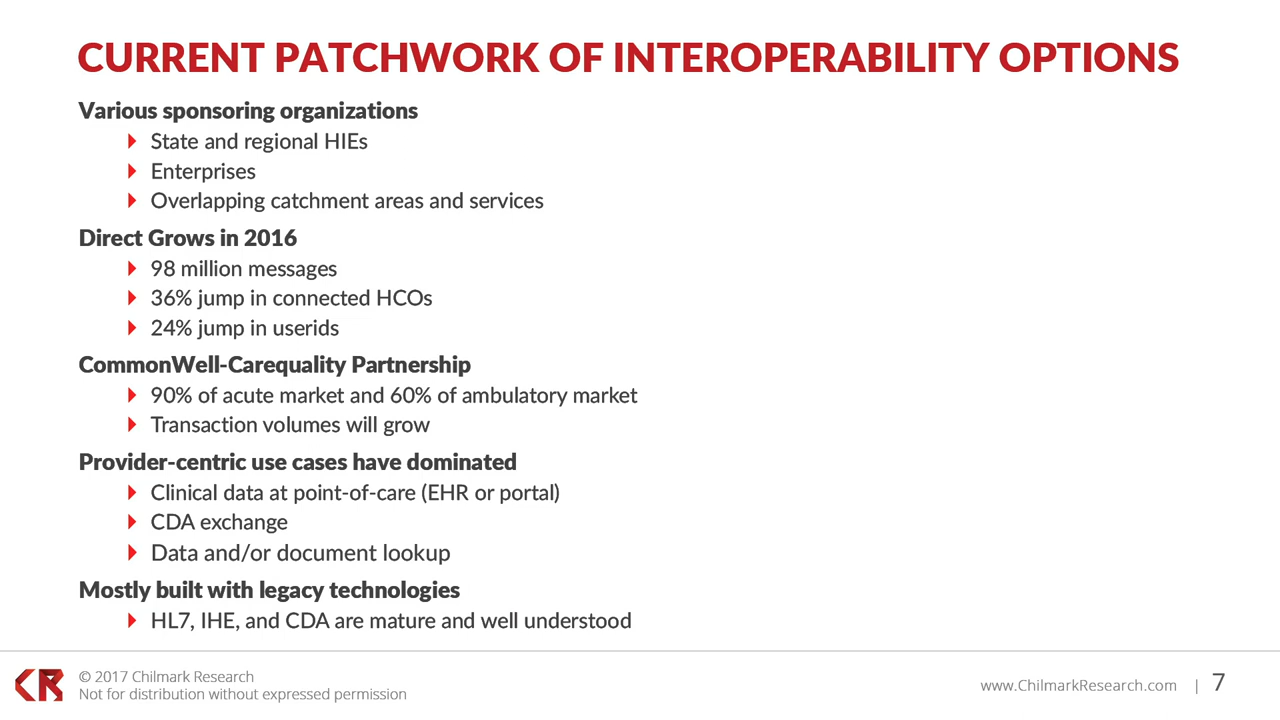 CURRENT PATCHWORK OF INTEROPERABILITY OPTIONS
Various sponsoring organizations
State and regional HIEs
Enterprises
Overlapping catchment areas and services
Direct Grows in 2016
98 million messages
36% jump in connected HCOs
24% jump in userids
CommonWell-Carequality Partnership
90% of acute market and 60% of ambulatory market
Transaction volumes will grow
Provider-centric use cases have dominated
Clinical data at point-of-care (EHR or portal)
CDA exchange
Data and/or document lookup
Mostly built with legacy technologies
HL7, IHE, and CDA are mature and well understood
CR
© 2017 Chilmark Research
Not for distribution without expressed permission
www.ChilmarkResearch.com | 7